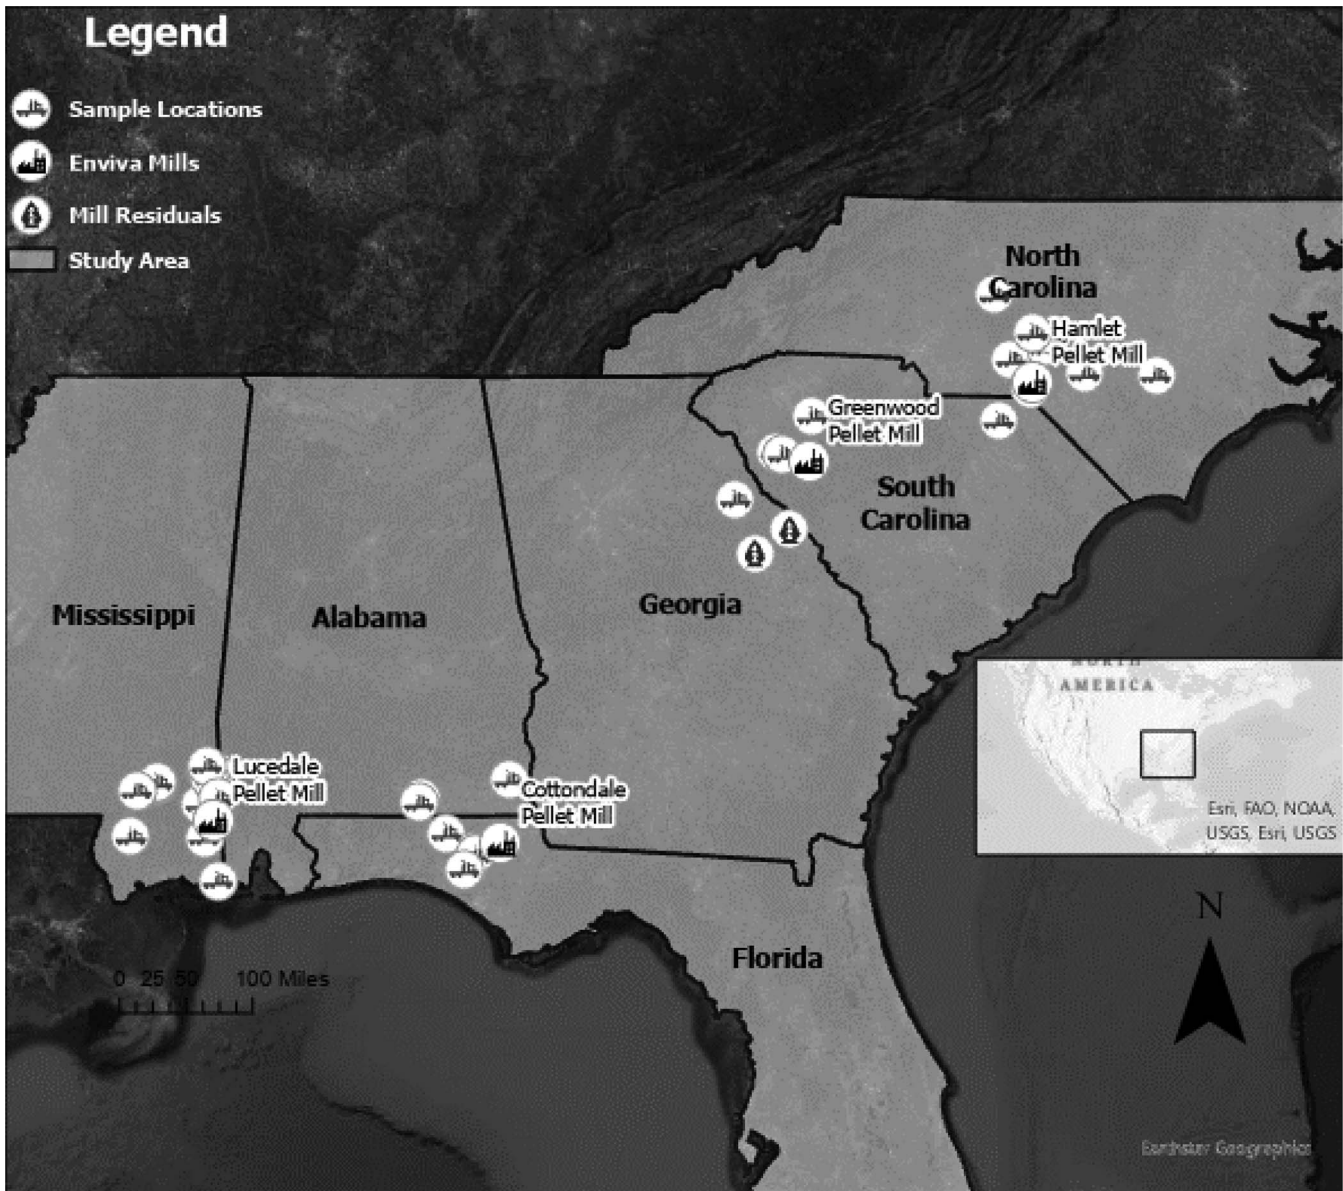 Legend
Sample Locations
Enviva Mills
Mill Residuals
Study Area
North
Carolina
Hamlet
Pellet Mill
Greenwood
Pellet Mill
South
Carolina
Mississippi
Alabama
Georgia
Lucedale
Pellet Mill
Cottondale
Pellet Mill
NORTH
AMERICA
Esri, FAO, NOAA,
USGS, Esri, USGS
N
Florida
0 25 50 100 Miles
Earthstar Geographics